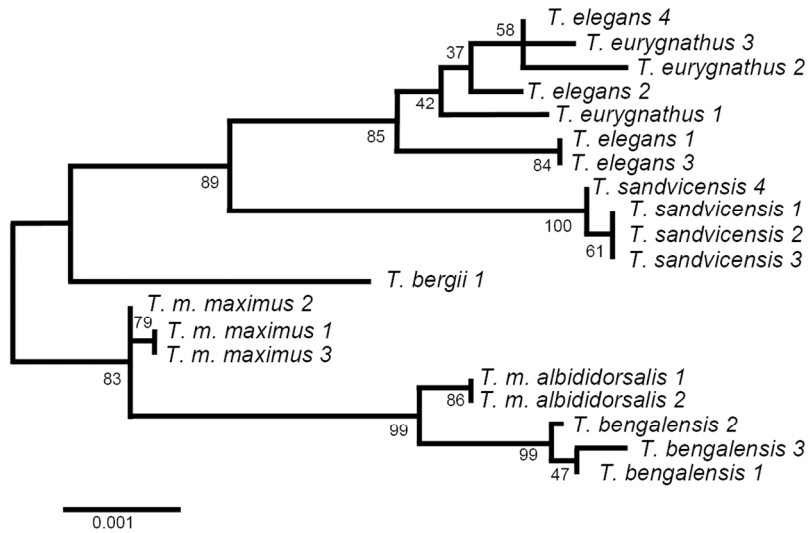 T. elegans 4
58
T. eurygnathus 3
37
T. eurygnathus 2
T. elegans 2
42
T. eurygnathus 1
85
T. elegans 1
84
T. elegans 3
89
T. sandvicensis 4
T. sandvicensis 1
100
T. sandvicensis 2
61
T. sandvicensis 3
T. bergii 1
T. m. maximus 2
79
T. m. maximus 1
T. m. maximus 3
83
T. m. albididorsalis 1
86
T. m. albididorsalis 2
99
T. bengalensis 2
99
T. bengalensis 3
47
T. bengalensis 1
0.001